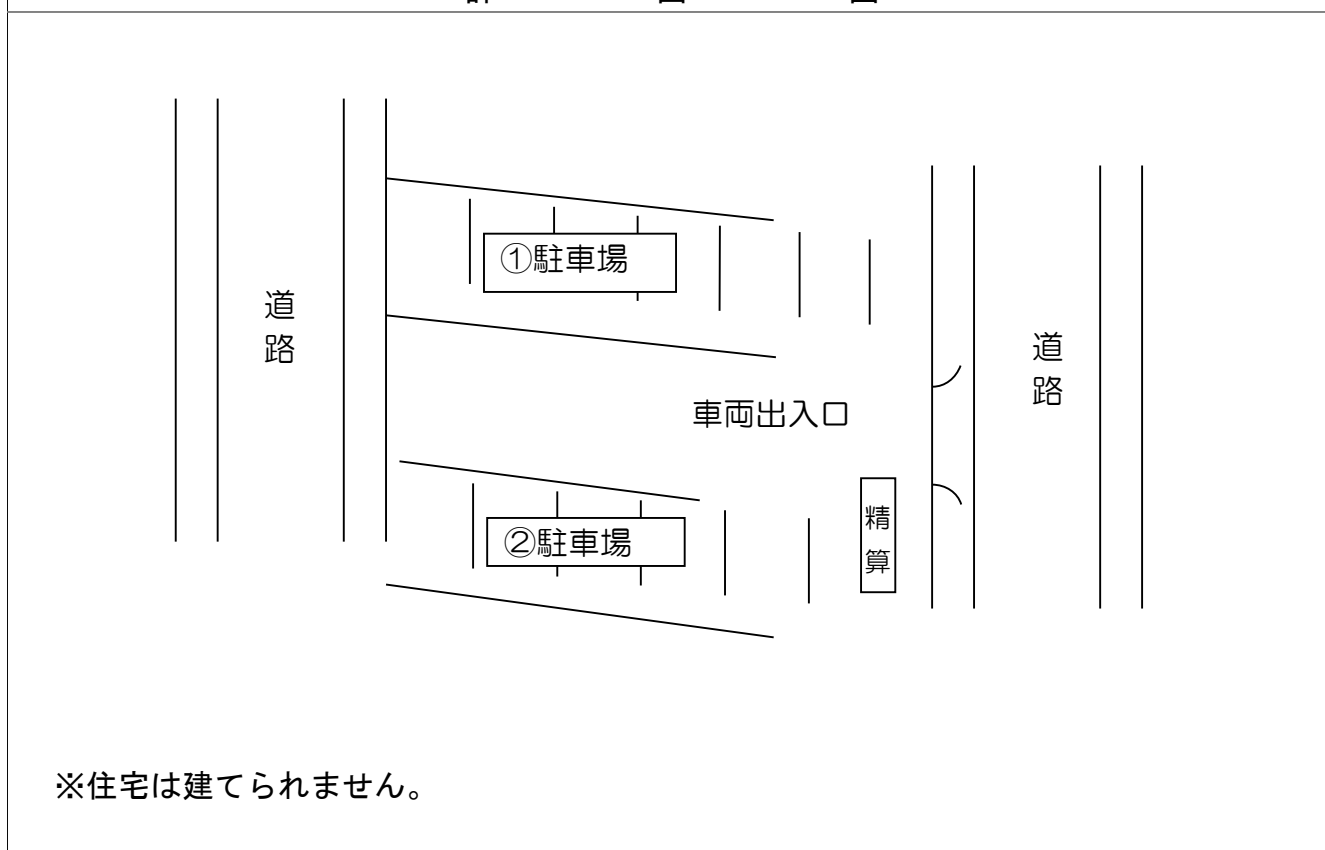 ①駐車場
道路
道路
車両出入口
②駐車場
精算
※住宅は建てられません。